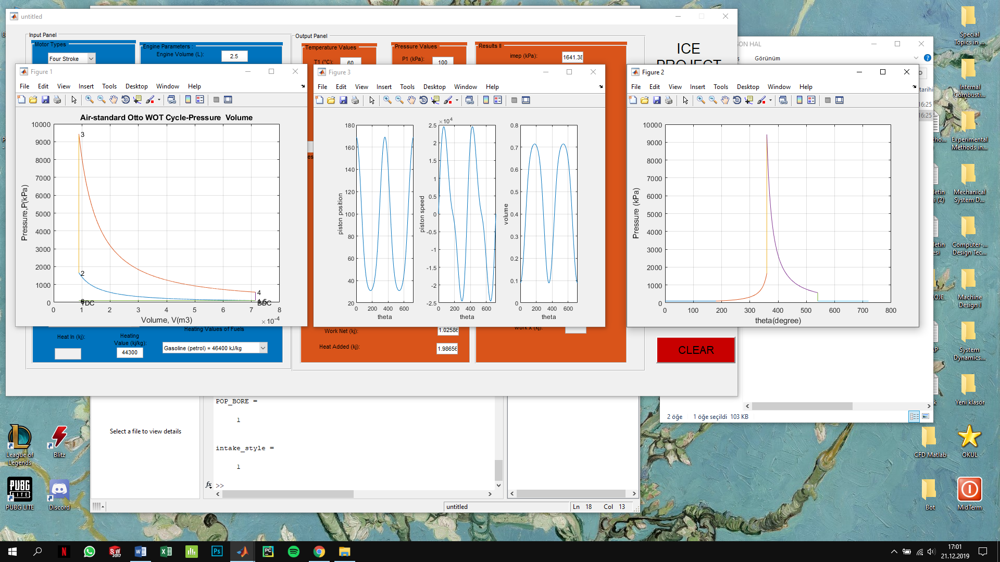 untitled
Input Panel
Motor Types
Four Stroke
Engine Parameters :
Engine Volume (L):
2.5
Output Panel
Temperature Values
T1 (°C):
60
Pressure Values
P1 (kPa):
100
Results II
imep (kPa):
1641.38
ICE
PROJECT
SON HAL
Görünüm
tarihi
16:25
16:25
Figure 1
File Edit View Insert Tools Desktop Window Help
Air-standard Otto WOT Cycle-Pressure Volume
Pressure,P(kPa)
10000
9000
8000
7000
6000
5000
4000
3000
2000
1000
0
3
2
4
TDC
BDC
0 1 2 3 4 5 6 7 8
Volume, V(m3)
×10-4
Figure 3
File Edit View Insert Tools Desktop Window Help
piston position
180
160
140
120
100
80
60
40
20
0 200 400 600
theta
×10 4
piston speed
2.5
2
1.5
1
0.5
0
-0.5
-1
-1.5
-2
-2.5
0 200 400 600
theta
volume
0.8
0.7
0.6
0.5
0.4
0.3
0.2
0.1
0
0 200 400 600
theta
Figure 2
File Edit View Insert Tools Desktop Window Help
Pressure (kPa)
10000
9000
8000
7000
6000
5000
4000
3000
2000
1000
0
0 100 200 300 400 500 600 700 800
theta(degree)
Heat In (kj):
Heating
Value (kj/kg):
44300
Heating Values of Fuels
Gasoline (petrol) = 46400 kJ/kg
Work Net (kj):
1.02586
Heat Added (kj):
1.98656
CLEAR
POP_BORE =
1
intake_style =
1
fx >>
Select a file to view details
untitled
Ln 18 Col 13
2 öğe 1 öğe seçildi 103 KB
Special
Topics in ...
Internal
Combusti...
Experimental
Methods in...
Mechanical
System D...
Computer-...
Design Tec...
Machine
Design I
System
Dynamics...
Yeni klasör
CFD Matlab
OKUL
Bot
MidTerm
League of
Legends
Blitz
PUBG
LITE
PUBG LITE
Discord
SW
2017
Ps
PC
17:01
21.12.2019